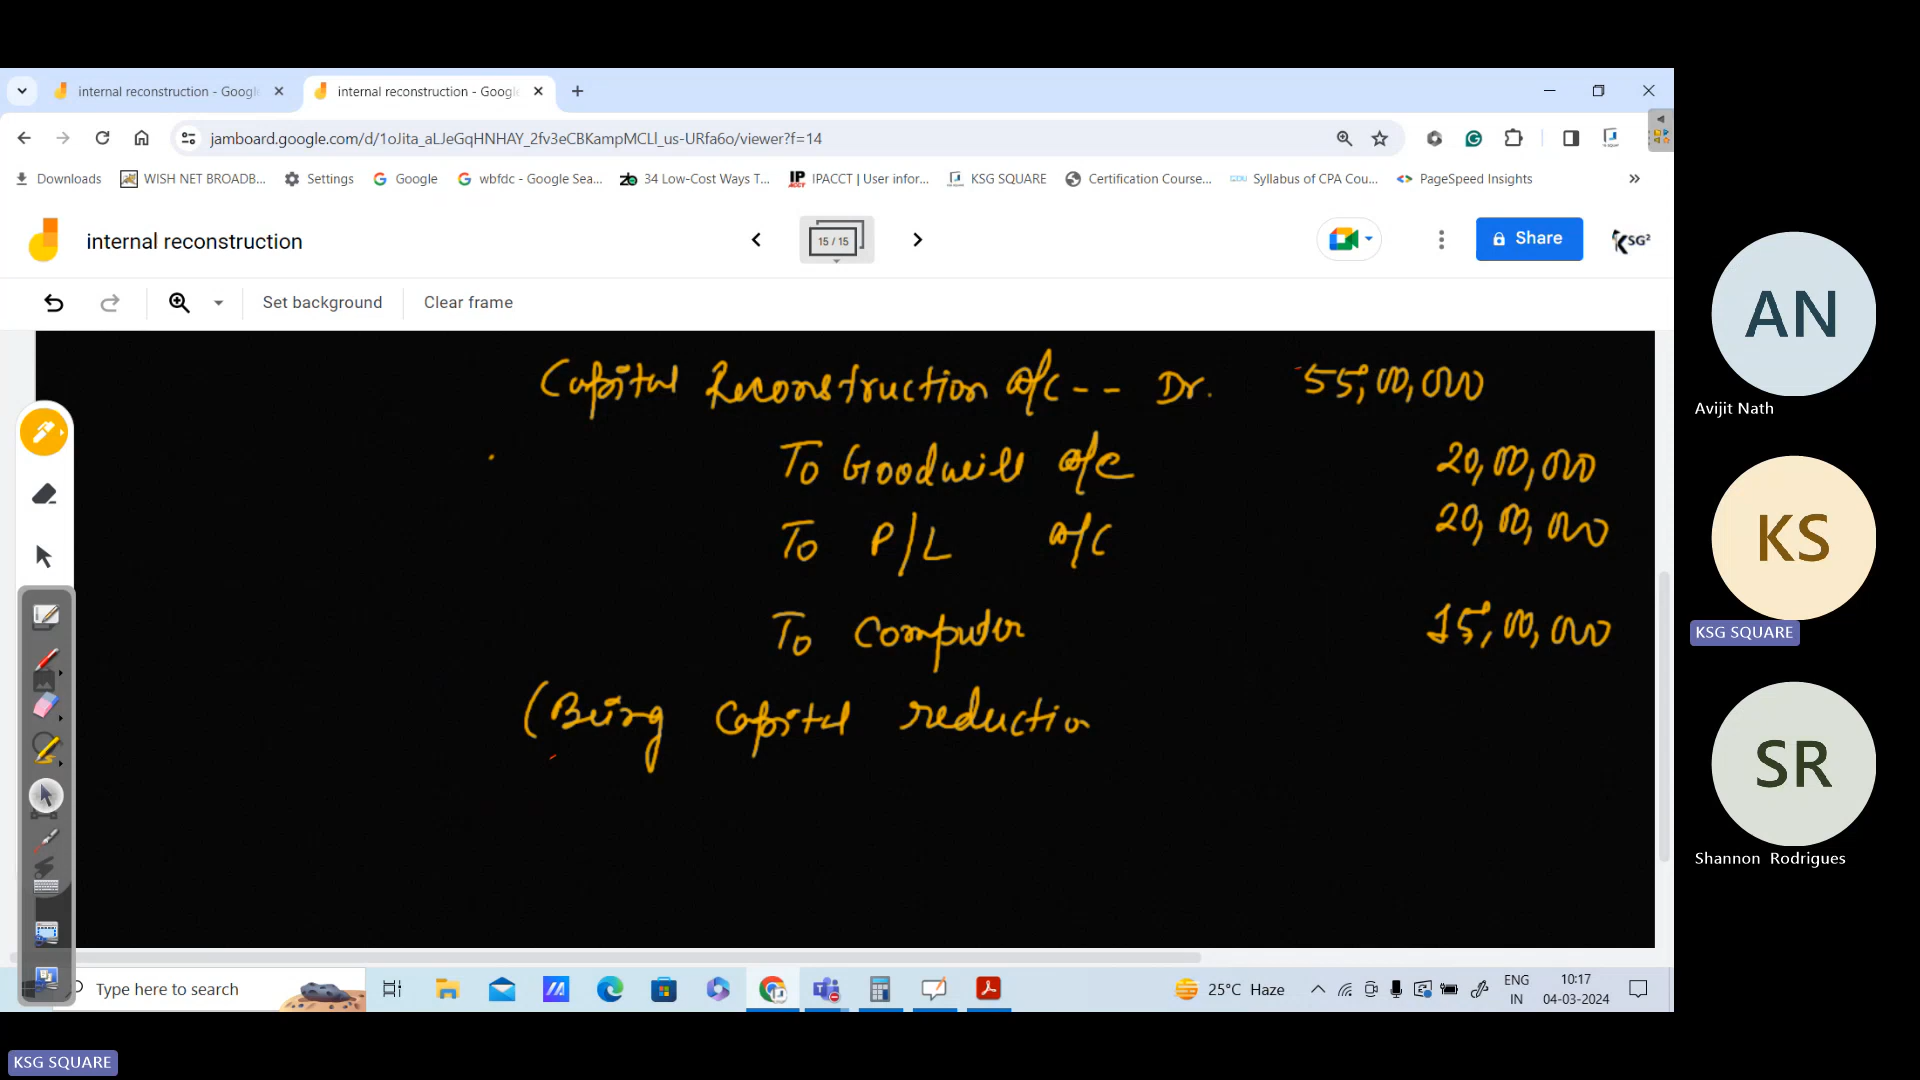 internal reconstruction - Googl
internal reconstruction - Google
jamboard.google.com/d/1oJita_aLJeGqHNHAY_2fv3eCBKampMCLl_us-URfa6o/viewer?f=14
Downloads WISH NET BROADB... Settings Google wbfdc - Google Sea... 34 Low-Cost Ways T... IPACCT | User infor... KSG SQUARE Certification Course... Syllabus of CPA Cou... PageSpeed Insights
internal reconstruction
15 / 15
Share
KSG²
Set background Clear frame
Capital Reconstruction A/C -- Dr. 55,00,000
To Goodwill A/C 20,00,000
To P/L A/C 20,00,000
To Computer 15,00,000
(Being Capital reduction
AN
Avijit Nath
KS
KSG SQUARE
SR
Shannon Rodrigues
Type here to search
25°C Haze
ENG
IN
10:17
04-03-2024
KSG SQUARE